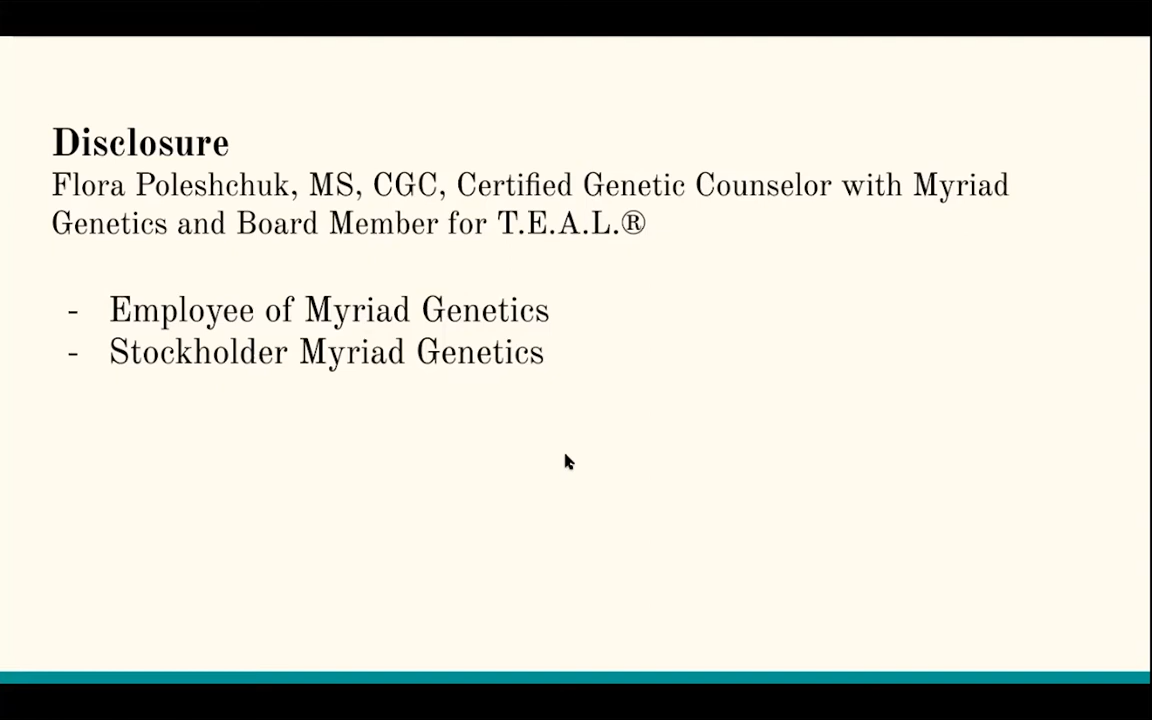 Disclosure
Flora Poleshchuk, MS, CGC, Certified Genetic Counselor with Myriad
Genetics and Board Member for T.E.A.L.®
- Employee of Myriad Genetics
- Stockholder Myriad Genetics